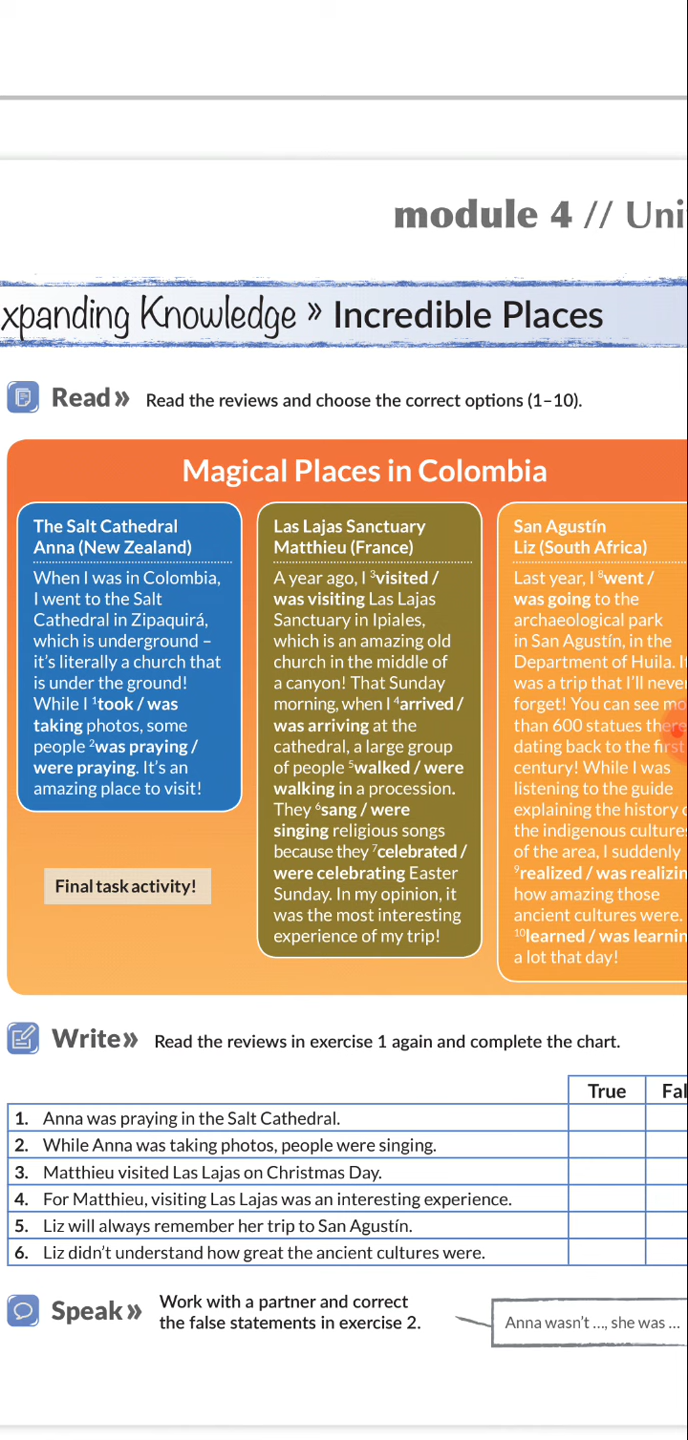 module 4 // Uni
xpanding Knowledge » Incredible Places
Read» Read the reviews and choose the correct options (1–10).
Magical Places in Colombia
The Salt Cathedral
Anna (New Zealand)
When I was in Colombia,
I went to the Salt
Cathedral in Zipaquirá,
which is underground –
it's literally a church that
is under the ground!
While I ¹took / was
taking photos, some
people ²was praying /
were praying. It's an
amazing place to visit!
Final task activity!
Las Lajas Sanctuary
Matthieu (France)
A year ago, I ³visited /
was visiting Las Lajas
Sanctuary in Ipiales,
which is an amazing old
church in the middle of
a canyon! That Sunday
morning, when I ⁴arrived /
was arriving at the
cathedral, a large group
of people ⁵walked / were
walking in a procession.
They ⁶sang / were
singing religious songs
because they ⁷celebrated /
were celebrating Easter
Sunday. In my opinion, it
was the most interesting
experience of my trip!
San Agustín
Liz (South Africa)
Last year, I ⁸went /
was going to the
archaeological park
in San Agustín, in the
Department of Huila. I
was a trip that I'll never
forget! You can see mo
than 600 statues there
dating back to the first
century! While I was
listening to the guide
explaining the history
the indigenous cultures
of the area, I suddenly
⁹realized / was realizin
how amazing those
ancient cultures were.
¹⁰learned / was learnin
a lot that day!
Write» Read the reviews in exercise 1 again and complete the chart.
True Fal
1. Anna was praying in the Salt Cathedral.
2. While Anna was taking photos, people were singing.
3. Matthieu visited Las Lajas on Christmas Day.
4. For Matthieu, visiting Las Lajas was an interesting experience.
5. Liz will always remember her trip to San Agustín.
6. Liz didn't understand how great the ancient cultures were.
Speak» Work with a partner and correct
the false statements in exercise 2.
Anna wasn't ..., she was ...